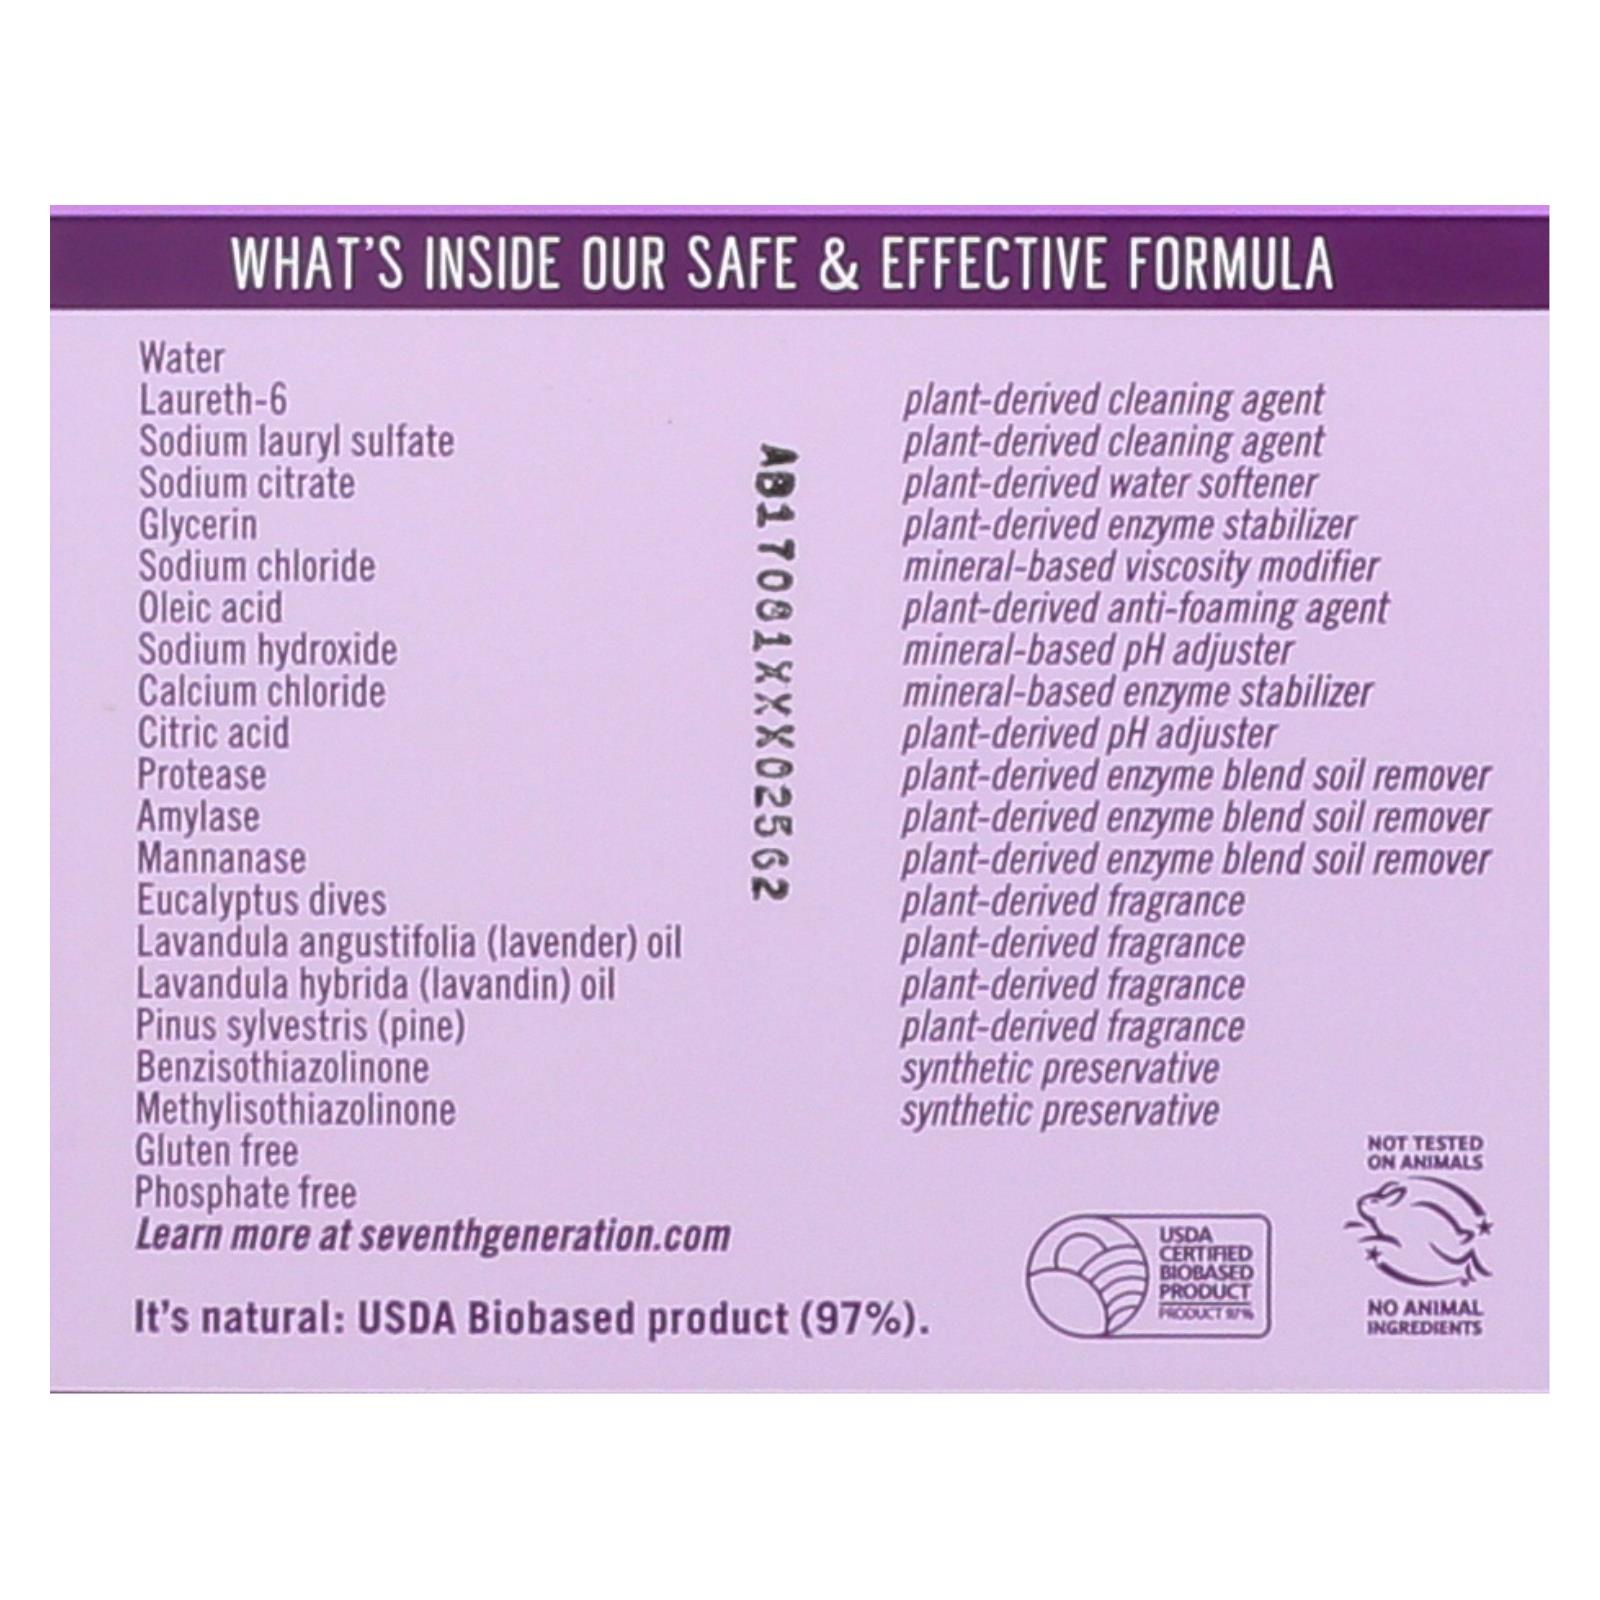 WHAT'S INSIDE OUR SAFE & EFFECTIVE FORMULA
Water
Laureth-6 plant-derived cleaning agent
Sodium lauryl sulfate plant-derived cleaning agent
Sodium citrate plant-derived water softener
Glycerin plant-derived enzyme stabilizer
Sodium chloride mineral-based viscosity modifier
Oleic acid plant-derived anti-foaming agent
Sodium hydroxide mineral-based pH adjuster
Calcium chloride mineral-based enzyme stabilizer
Citric acid plant-derived pH adjuster
Protease plant-derived enzyme blend soil remover
Amylase plant-derived enzyme blend soil remover
Mannanase plant-derived enzyme blend soil remover
Eucalyptus dives plant-derived fragrance
Lavandula angustifolia (lavender) oil plant-derived fragrance
Lavandula hybrida (lavandin) oil plant-derived fragrance
Pinus sylvestris (pine) plant-derived fragrance
Benzisothiazolinone synthetic preservative
Methylisothiazolinone synthetic preservative
Gluten free
Phosphate free
Learn more at seventhgeneration.com
It's natural: USDA Biobased product (97%).
USDA
CERTIFIED
BIOBASED
PRODUCT
PRODUCT 97%
NOT TESTED
ON ANIMALS
NO ANIMAL
INGREDIENTS